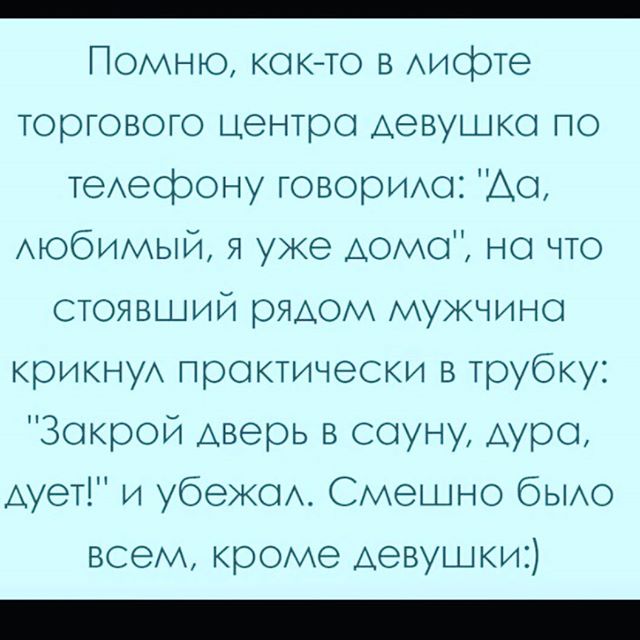 Помню, как-то в лифте
торгового центра девушка по
телефону говорила: "Да,
любимый, я уже дома", на что
стоявший рядом мужчина
крикнул практически в трубку:
"Закрой дверь в сауну, дура,
дует!" и убежал. Смешно было
всем, кроме девушки:)